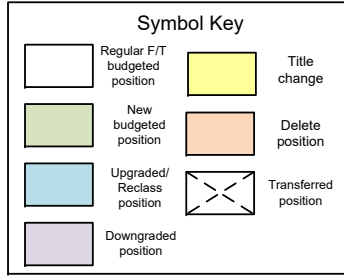 Symbol Key
Regular F/T
budgeted
position
New
budgeted
position
Upgraded/
Reclass
position
Downgraded
position
Title
change
Delete
position
Transferred
position